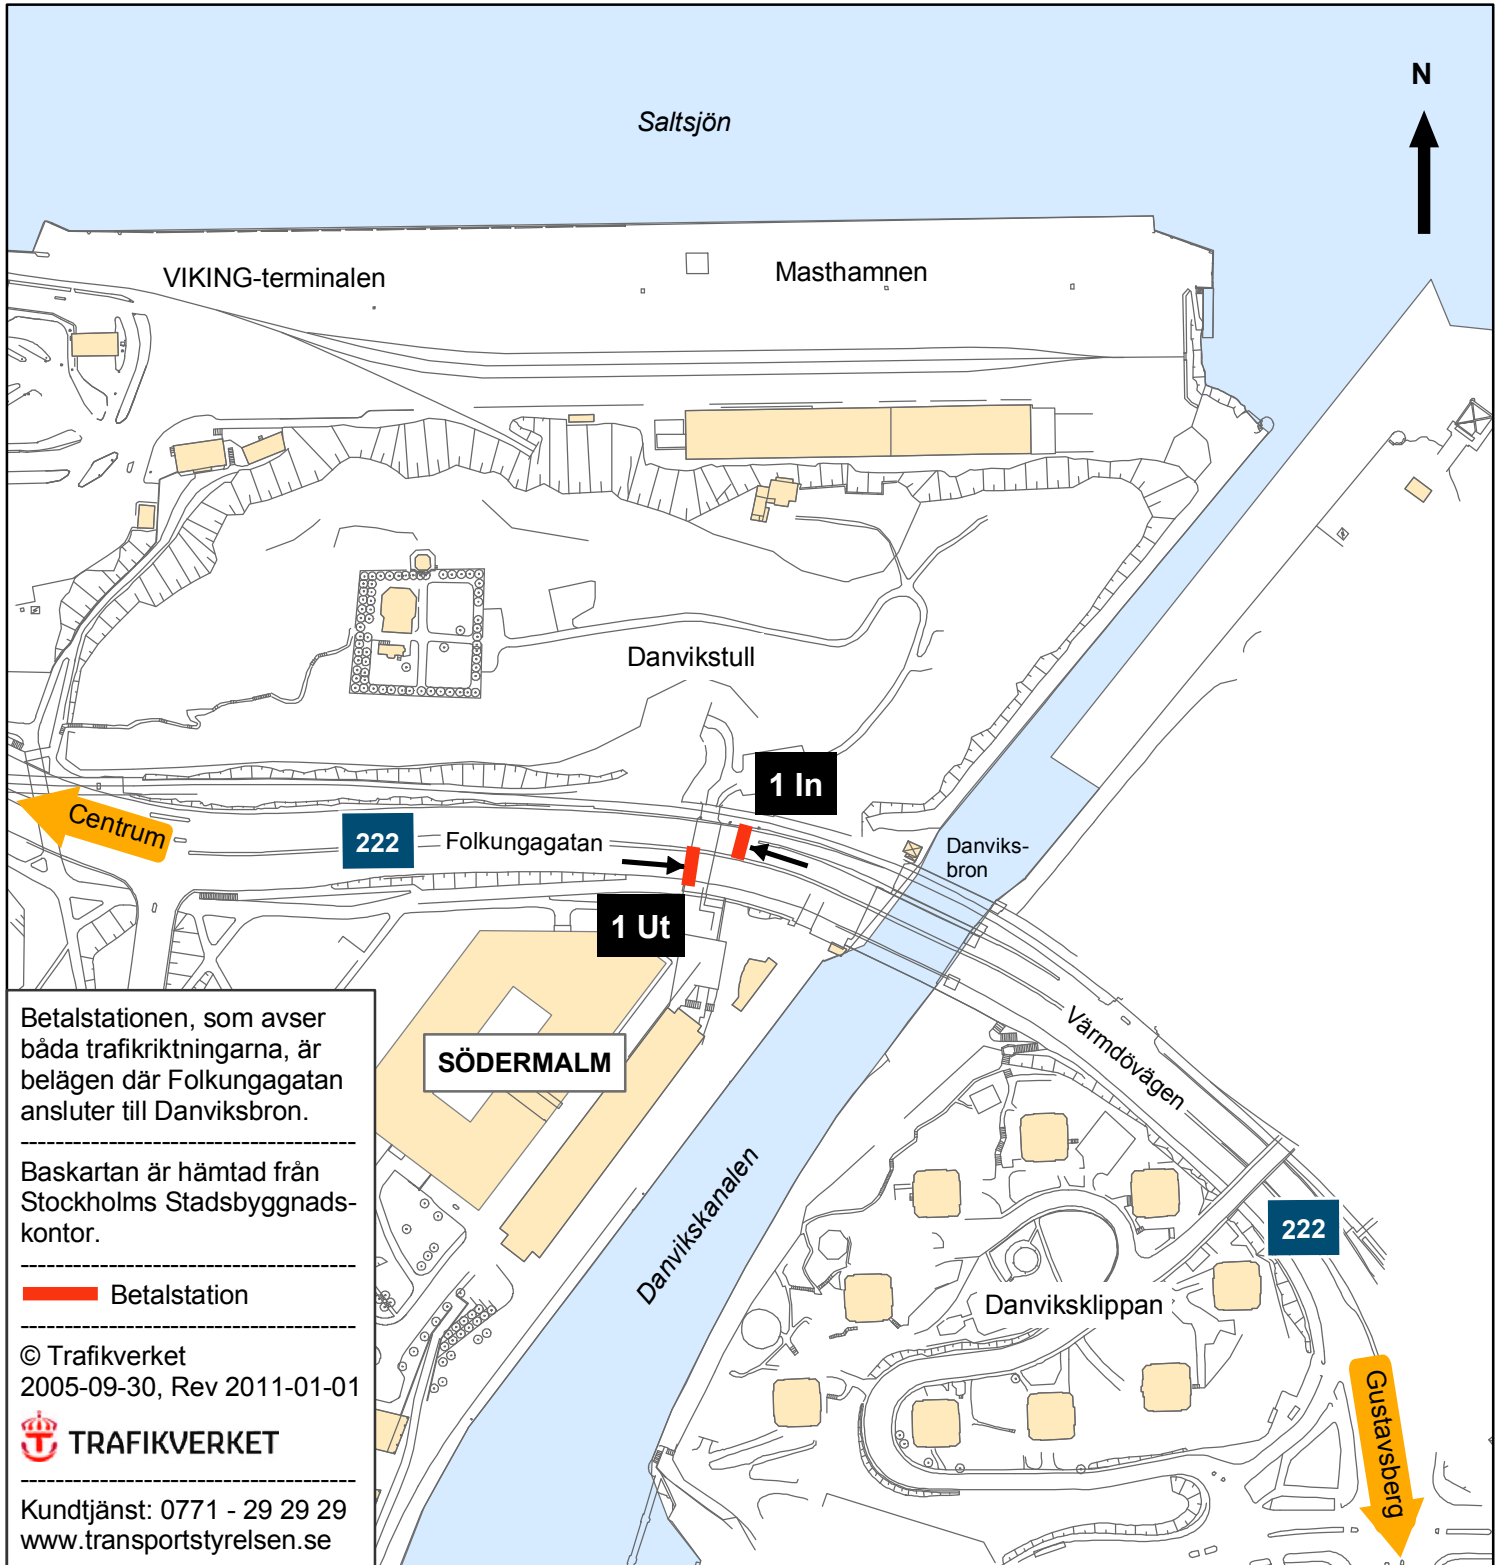 N
Saltsjön
VIKING-terminalen
Masthamnen
Danvikstull
1 In
Centrum
222
Folkungagatan
Danviks-
bron
1 Ut
Värmdövägen
SÖDERMALM
Danvikskanalen
222
Danviksklippan
Gustavsberg
Betalstationen, som avser
båda trafikriktningarna, är
belägen där Folkungagatan
ansluter till Danviksbron.
Baskartan är hämtad från
Stockholms Stadsbyggnads-
kontor.
Betalstation
© Trafikverket
2005-09-30, Rev 2011-01-01
TRAFIKVERKET
Kundtjänst: 0771 - 29 29 29
www.transportstyrelsen.se